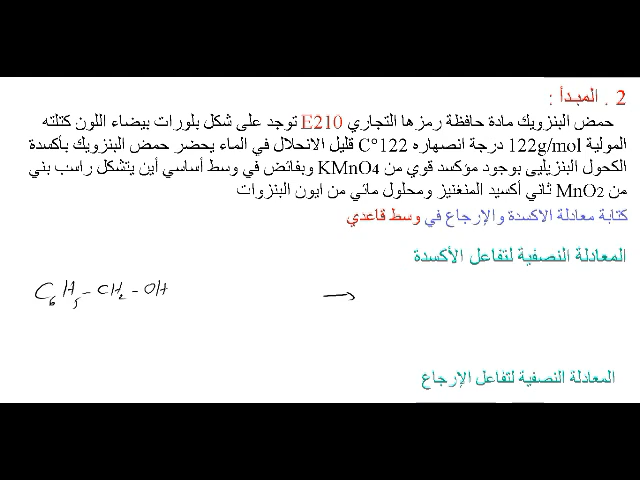 2 . المبدأ :
حمض البنزويك مادة حافظة رمزها التجاري E210 توجد على شكل بلورات بيضاء اللون كتلته
المولية 122g/mol درجة انصهاره 122°C قليل الانحلال في الماء يحضر حمض البنزويك بأكسدة
الكحول البنزيليي بوجود مؤكسد قوي من KMnO4 وبفائض في وسط أساسي أين يتشكل راسب بني
من MnO2 ثاني أكسيد المنغنيز ومحلول مائي من ايون البنزوات
كتابة معادلة الاكسدة والإرجاع في وسط قاعدي
المعادلة النصفية لتفاعل الأكسدة
C6H5-CH2-OH →
المعادلة النصفية لتفاعل الإرجاع